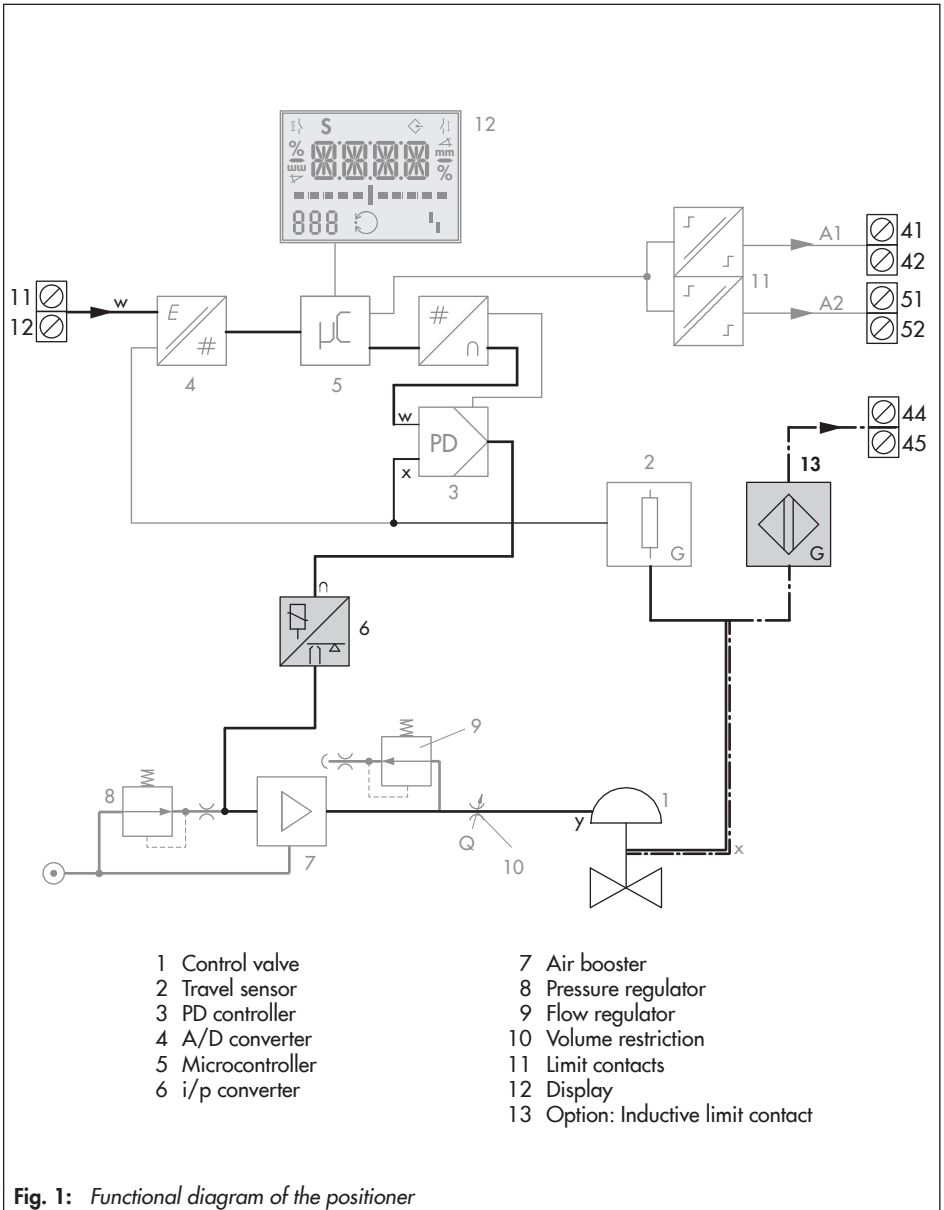 12
S
%
mm
mm
%
888
11
12
w
E
#
4
µC
5
#
∩
w
x
PD
3
11
A1
41
42
A2
51
52
44
45
2
G
13
G
∩
6
8
7
9
Q
10
y
1
x
1 Control valve
2 Travel sensor
3 PD controller
4 A/D converter
5 Microcontroller
6 i/p converter
7 Air booster
8 Pressure regulator
9 Flow regulator
10 Volume restriction
11 Limit contacts
12 Display
13 Option: Inductive limit contact
Fig. 1: Functional diagram of the positioner